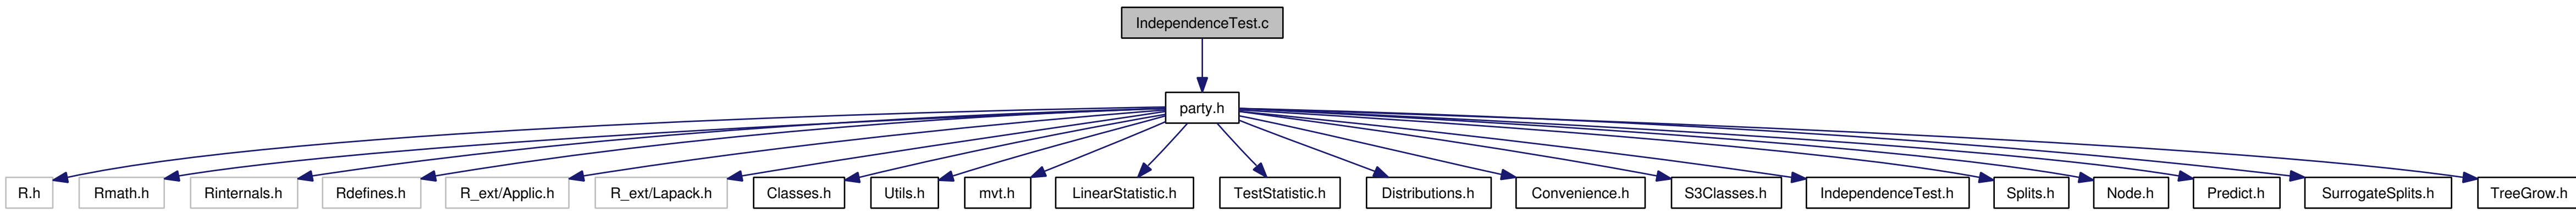 IndependenceTest.c
party.h
R.h
Rmath.h
Rinternals.h
Rdefines.h
R_ext/Applic.h
R_ext/Lapack.h
Classes.h
Utils.h
mvt.h
LinearStatistic.h
TestStatistic.h
Distributions.h
Convenience.h
S3Classes.h
IndependenceTest.h
Splits.h
Node.h
Predict.h
SurrogateSplits.h
TreeGrow.h